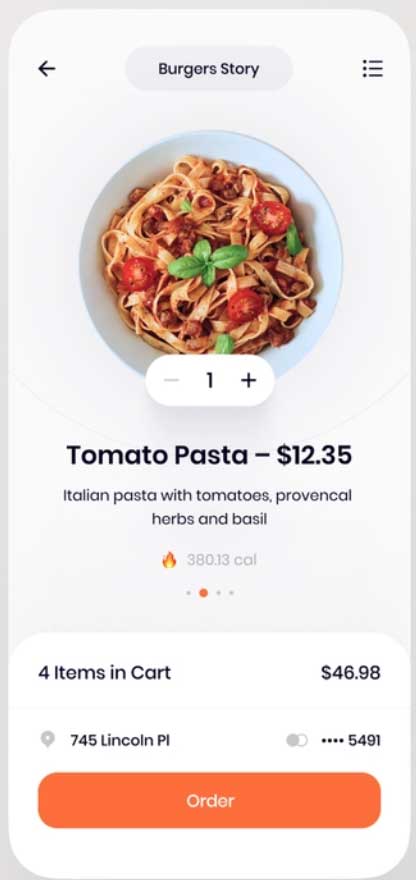 Burgers Story
1
Tomato Pasta – $12.35
Italian pasta with tomatoes, provencal
herbs and basil
380.13 cal
4 Items in Cart $46.98
745 Lincoln Pl •••• 5491
Order